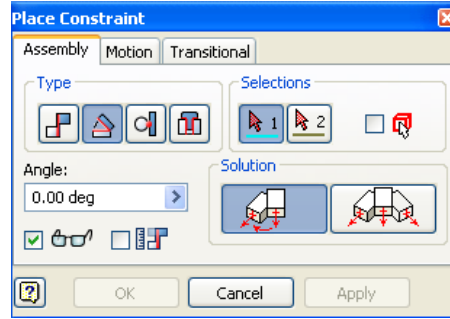 Place Constraint
Assembly Motion Transitional
Type
Selections
1 2
Angle:
0.00 deg
Solution
OK Cancel Apply